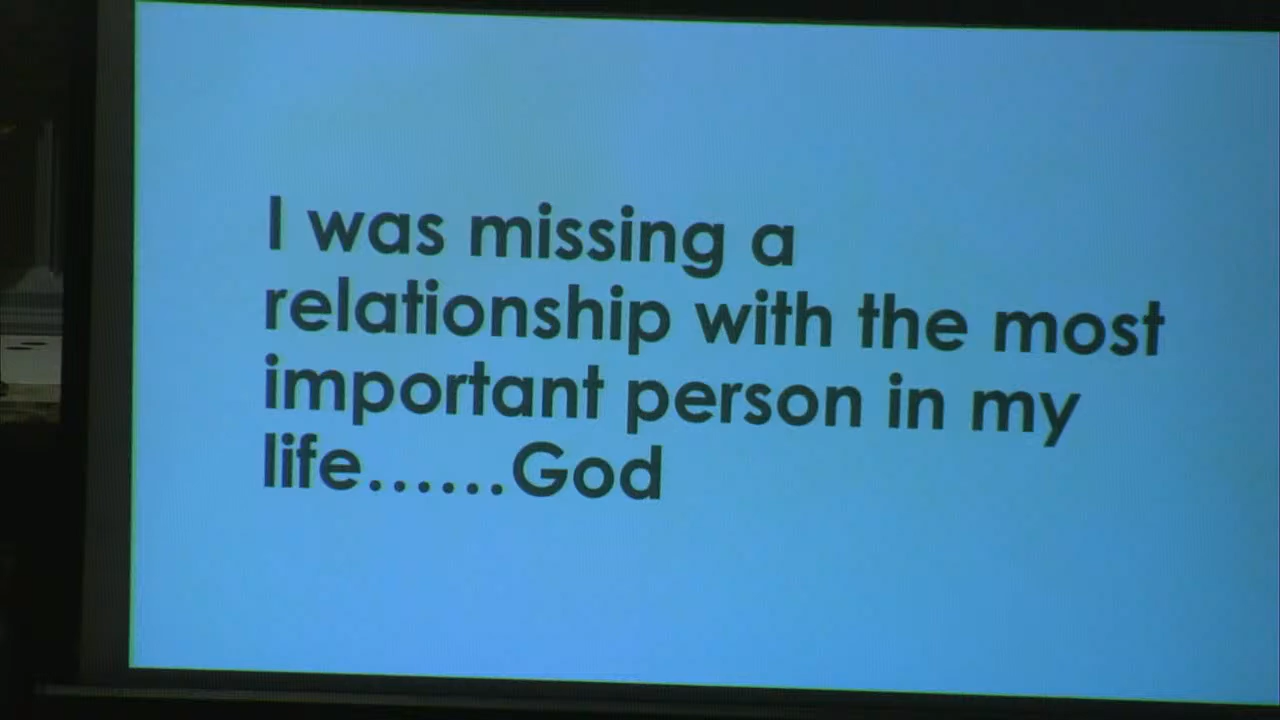 I was missing a
relationship with the most
important person in my
life......God